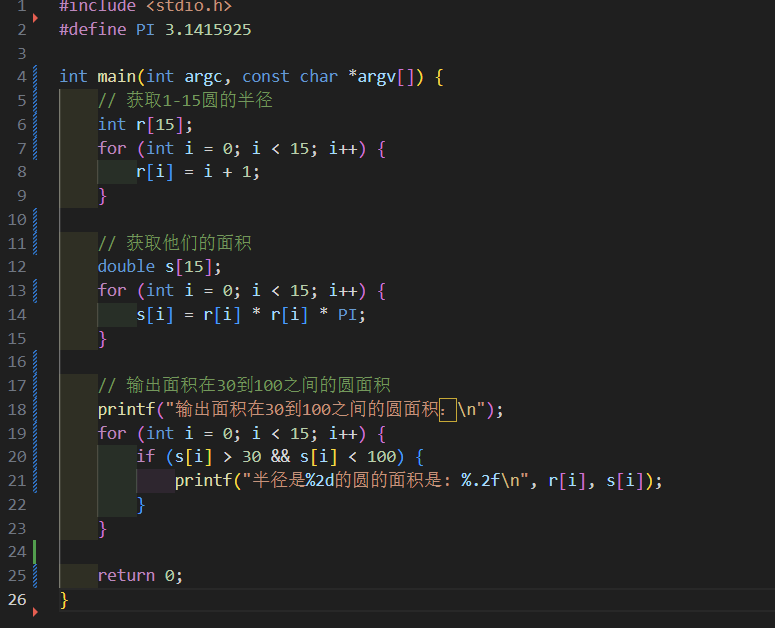 1 #include <stdio.h>
2 #define PI 3.1415925
3
4 int main(int argc, const char *argv[]) {
5 // 获取1-15圆的半径
6 int r[15];
7 for (int i = 0; i < 15; i++) {
8 r[i] = i + 1;
9 }
10
11 // 获取他们的面积
12 double s[15];
13 for (int i = 0; i < 15; i++) {
14 s[i] = r[i] * r[i] * PI;
15 }
16
17 // 输出面积在30到100之间的圆面积
18 printf("输出面积在30到100之间的圆面积：\n");
19 for (int i = 0; i < 15; i++) {
20 if (s[i] > 30 && s[i] < 100) {
21 printf("半径是%2d的圆的面积是: %.2f\n", r[i], s[i]);
22 }
23 }
24
25 return 0;
26 }